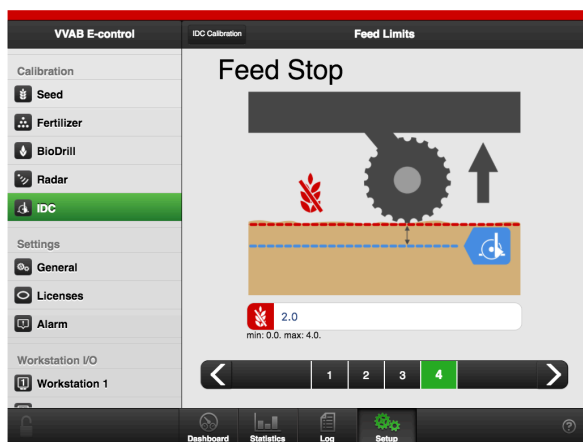 VVAB E-control
IDC Calibration
Feed Limits
Calibration
Seed
Fertilizer
BioDrill
Radar
IDC
Settings
General
Licenses
Alarm
Workstation I/O
1 Workstation 1
Feed Stop
2.0
min: 0.0. max: 4.0.
1 2 3 4
Dashboard Statistics Log Setup ?